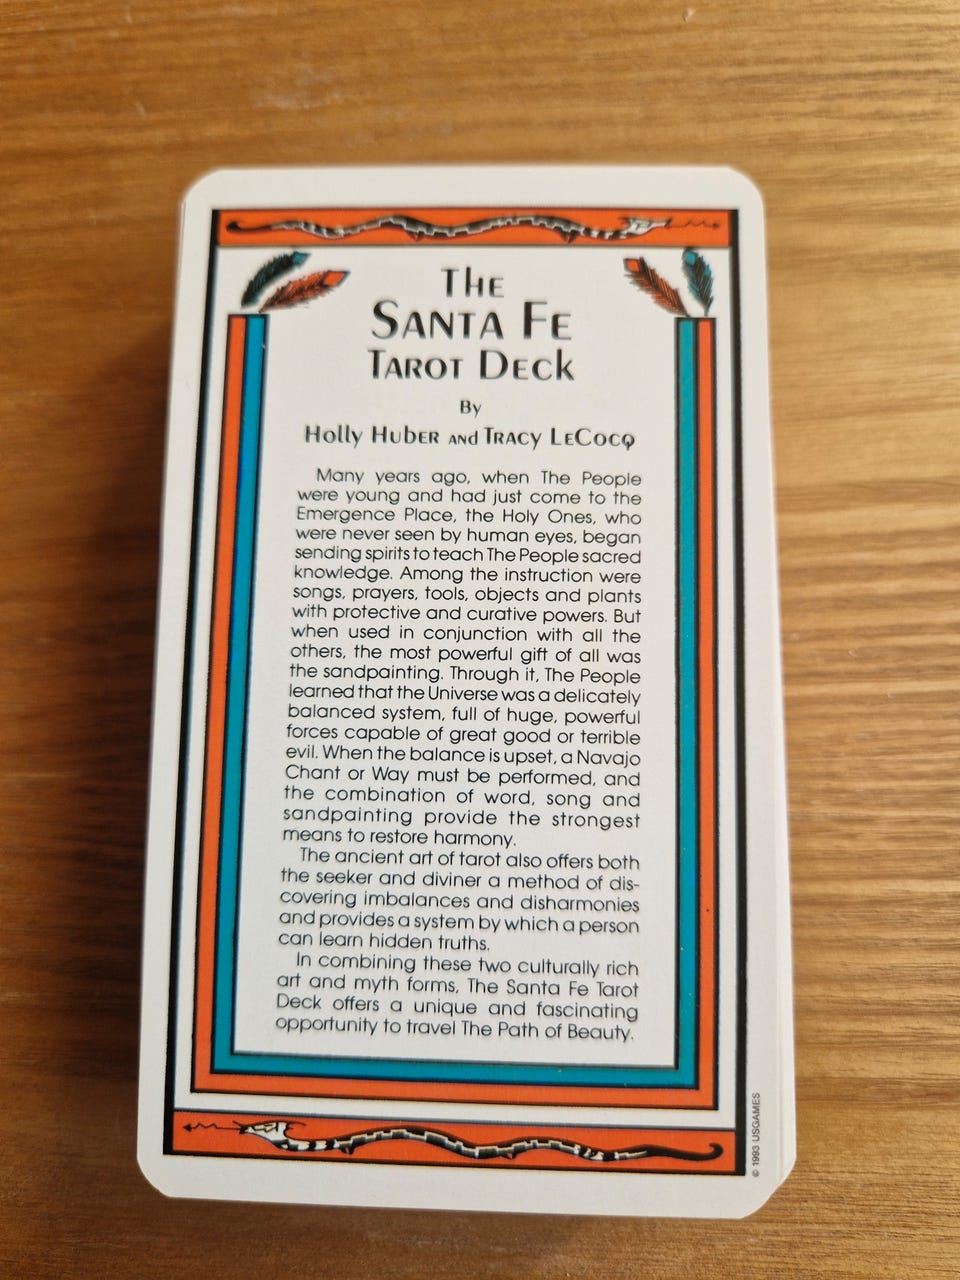 The
Santa Fe
Tarot Deck
By
Holly Huber and Tracy LeCocq
Many years ago, when The People
were young and had just come to the
Emergence Place, the Holy Ones, who
were never seen by human eyes, began
sending spirits to teach The People sacred
knowledge. Among the instruction were
songs, prayers, tools, objects and plants
with protective and curative powers. But
when used in conjunction with all the
others, the most powerful gift of all was
the sandpainting. Through it, The People
learned that the Universe was a delicately
balanced system, full of huge, powerful
forces capable of great good or terrible
evil. When the balance is upset, a Navajo
Chant or Way must be performed, and
the combination of word, song and
sandpainting provide the strongest
means to restore harmony.
The ancient art of tarot also offers both
the seeker and diviner a method of dis-
covering imbalances and disharmonies
and provides a system by which a person
can learn hidden truths.
In combining these two culturally rich
art and myth forms, The Santa Fe Tarot
Deck offers a unique and fascinating
opportunity to travel The Path of Beauty.
© 1993 USGAMES